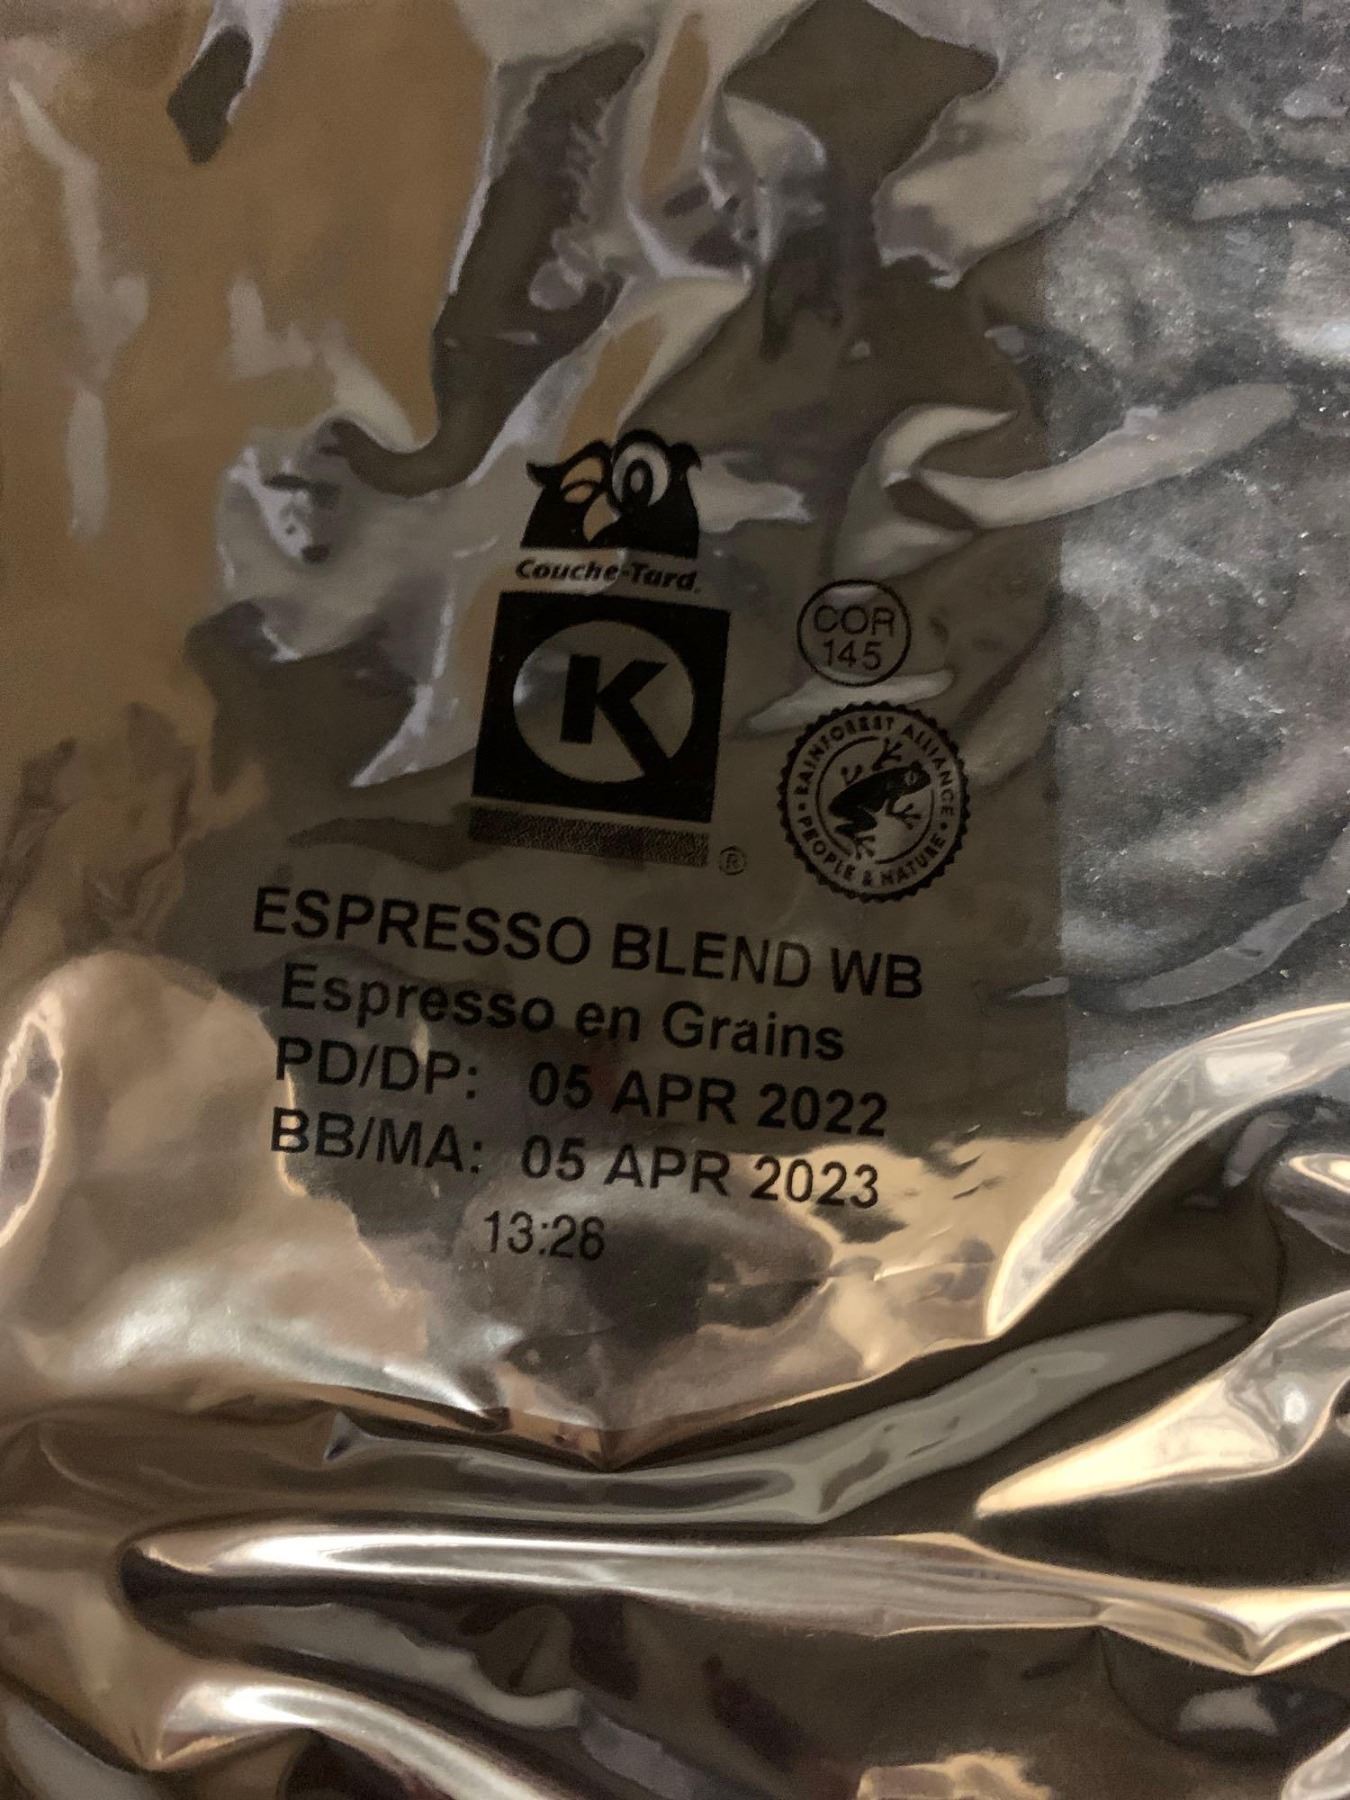 Couche-Tard
K
®
COR
145
RAINFOREST ALLIANCE
PEOPLE & NATURE
ESPRESSO BLEND WB
Espresso en Grains
PD/DP: 05 APR 2022
BB/MA: 05 APR 2023
13:26